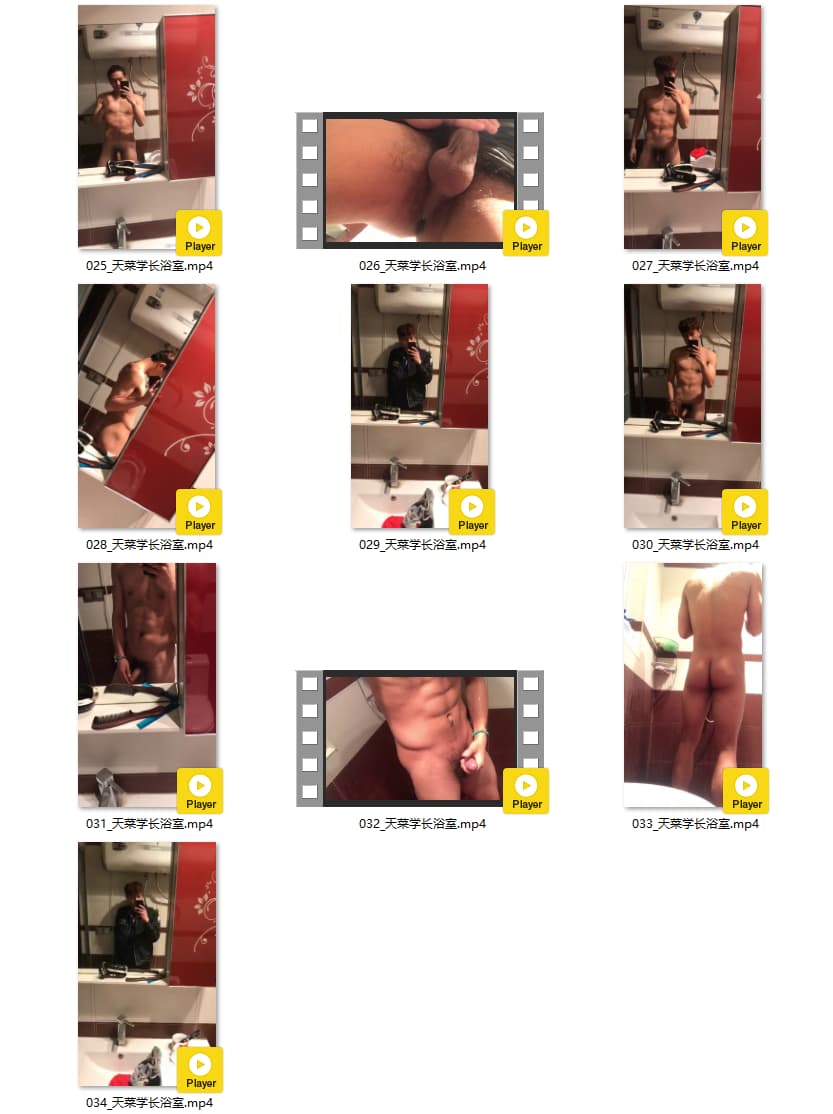 Player
Player
Player
025_天菜学长浴室.mp4
026_天菜学长浴室.mp4
027_天菜学长浴室.mp4
Player
Player
Player
028_天菜学长浴室.mp4
029_天菜学长浴室.mp4
030_天菜学长浴室.mp4
Player
Player
Player
031_天菜学长浴室.mp4
032_天菜学长浴室.mp4
033_天菜学长浴室.mp4
Player
034_天菜学长浴室.mp4